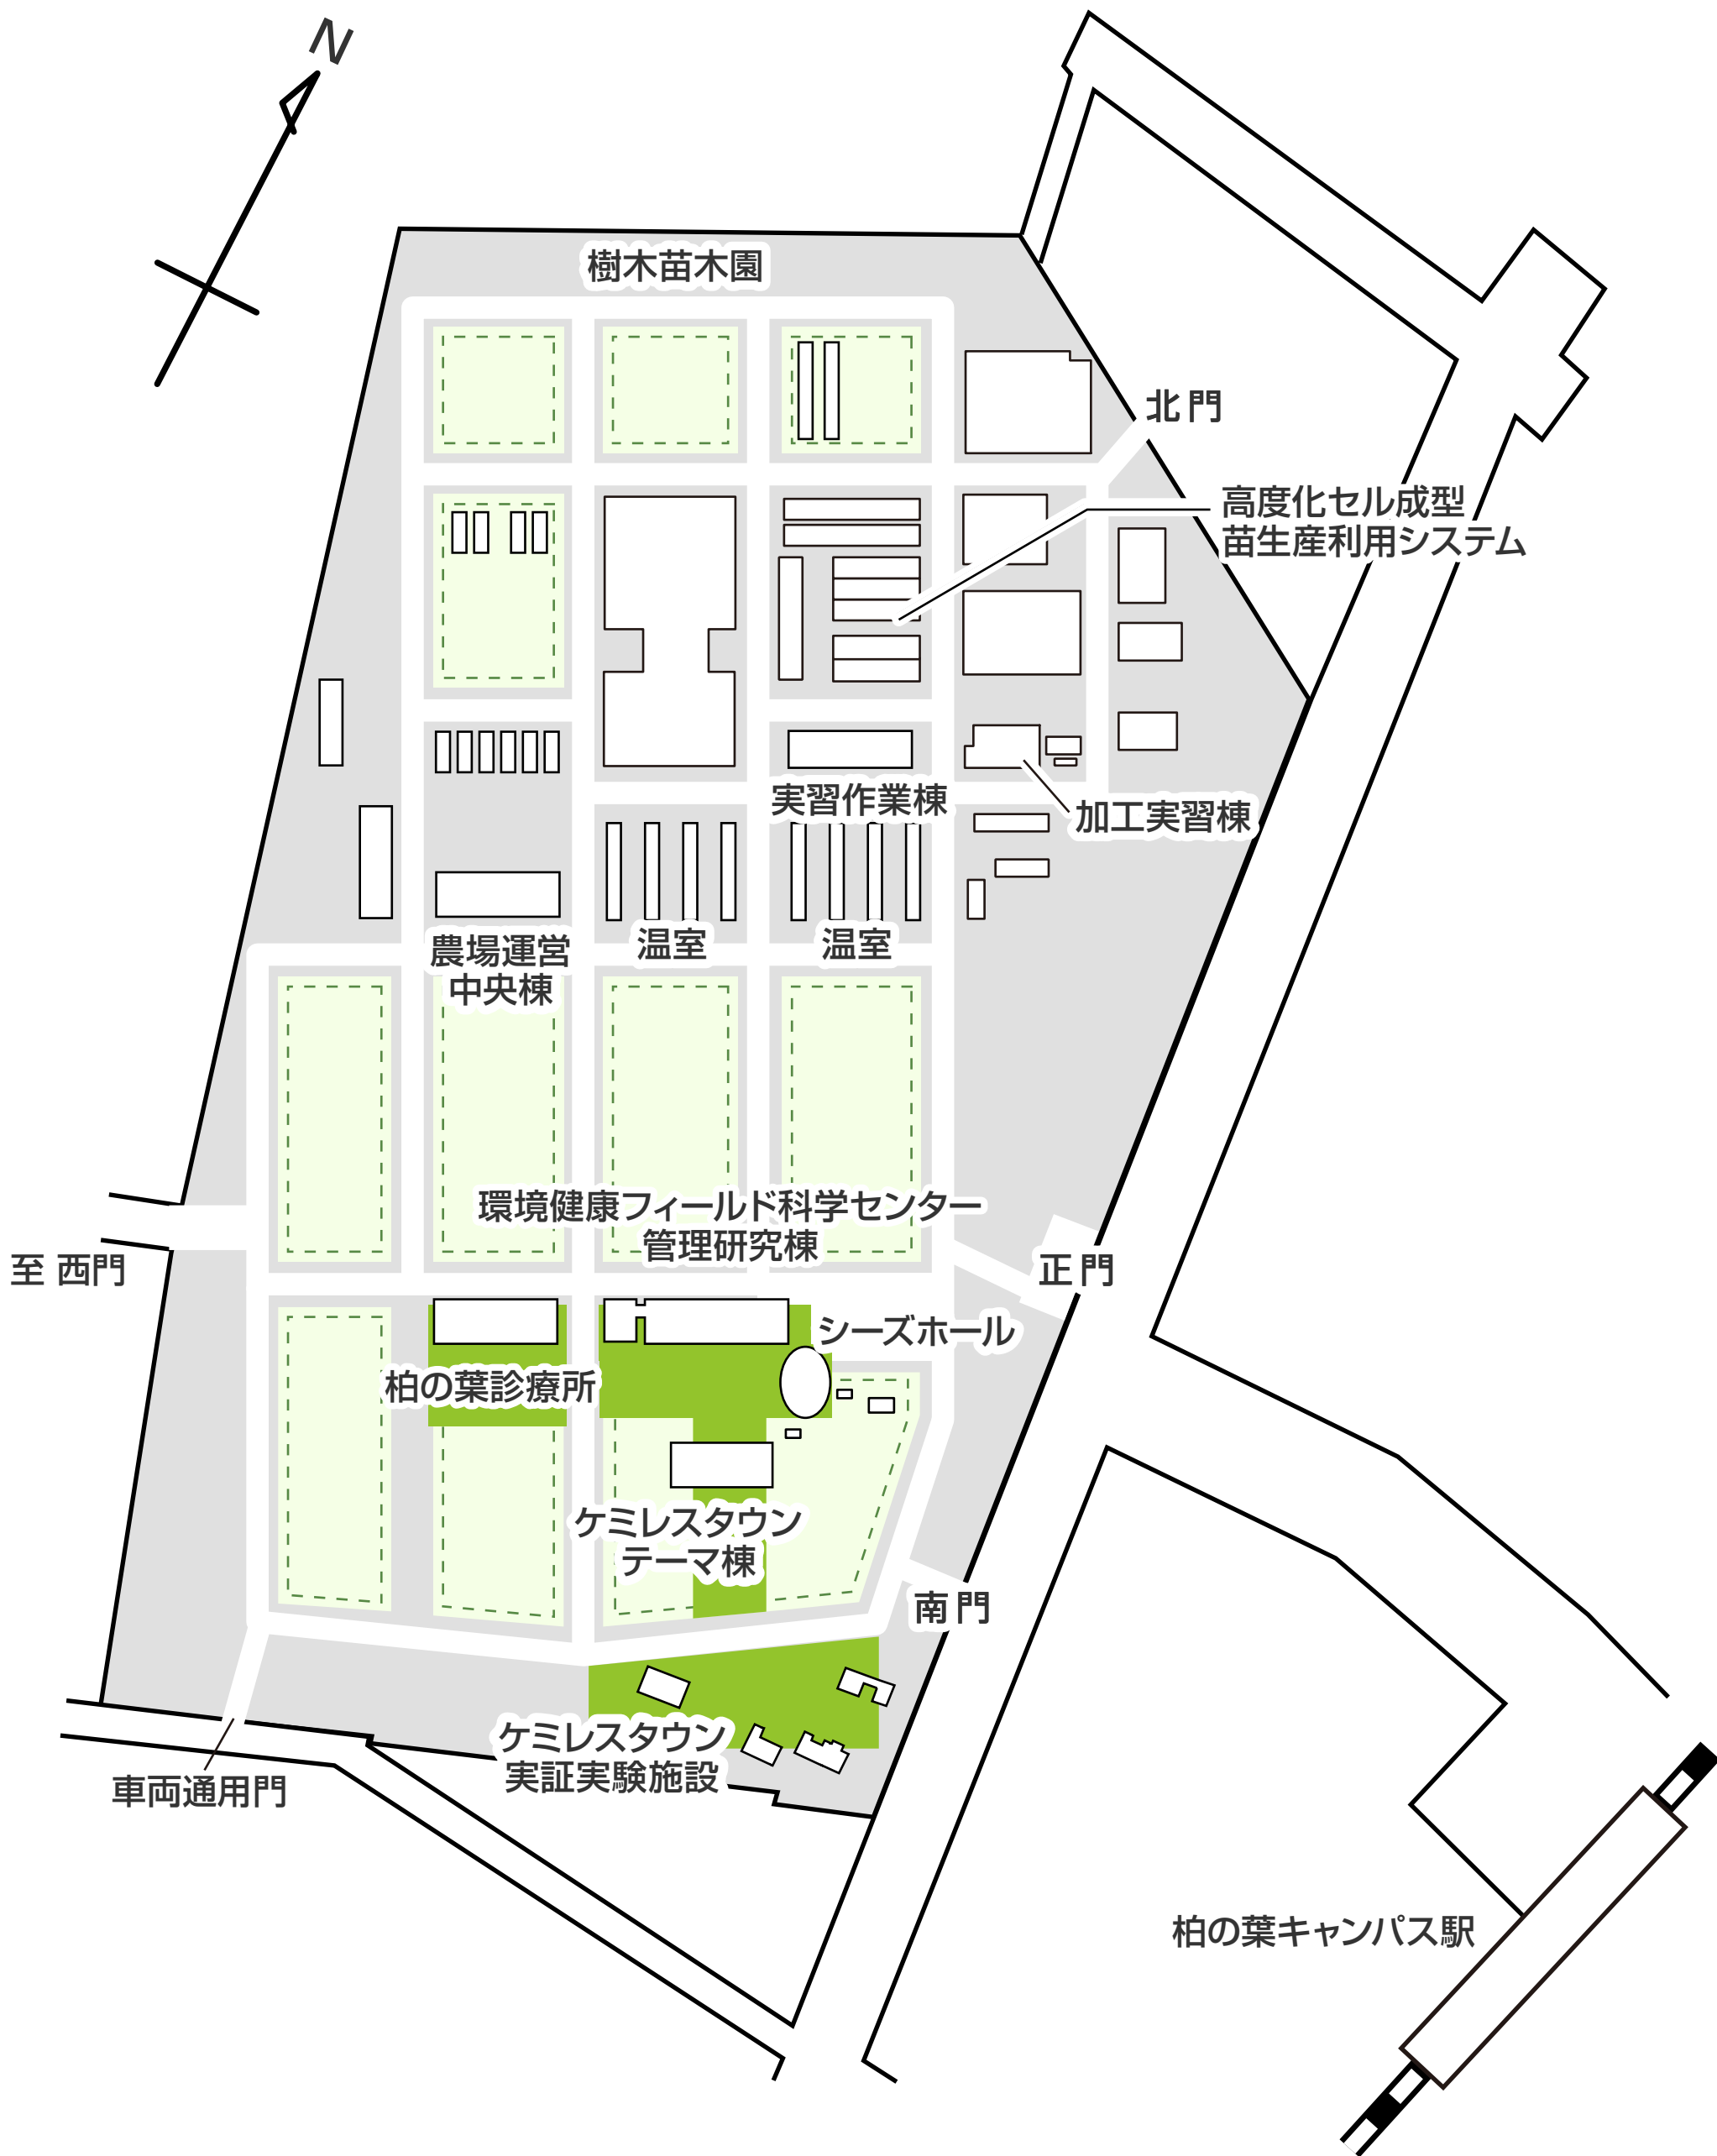 N
樹木苗木園
北門
高度化セル成型
苗生産利用システム
実習作業棟
加工実習棟
農場運営
中央棟
温室
温室
環境健康フィールド科学センター
管理研究棟
正門
至 西門
シーズホール
柏の葉診療所
ケミレスタウン
テーマ棟
南門
ケミレスタウン
実証実験施設
車両通用門
柏の葉キャンパス駅